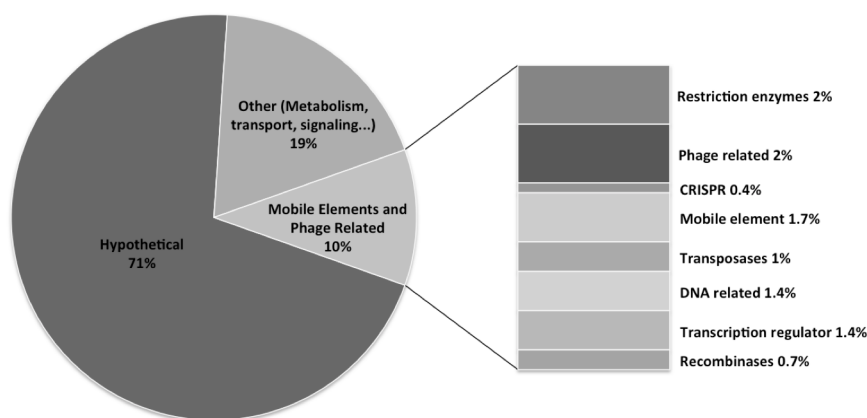 Other (Metabolism,
transport, signaling...)
19%
Mobile Elements and
Phage Related
10%
Hypothetical
71%
Restriction enzymes 2%
Phage related 2%
CRISPR 0.4%
Mobile element 1.7%
Transposases 1%
DNA related 1.4%
Transcription regulator 1.4%
Recombinases 0.7%